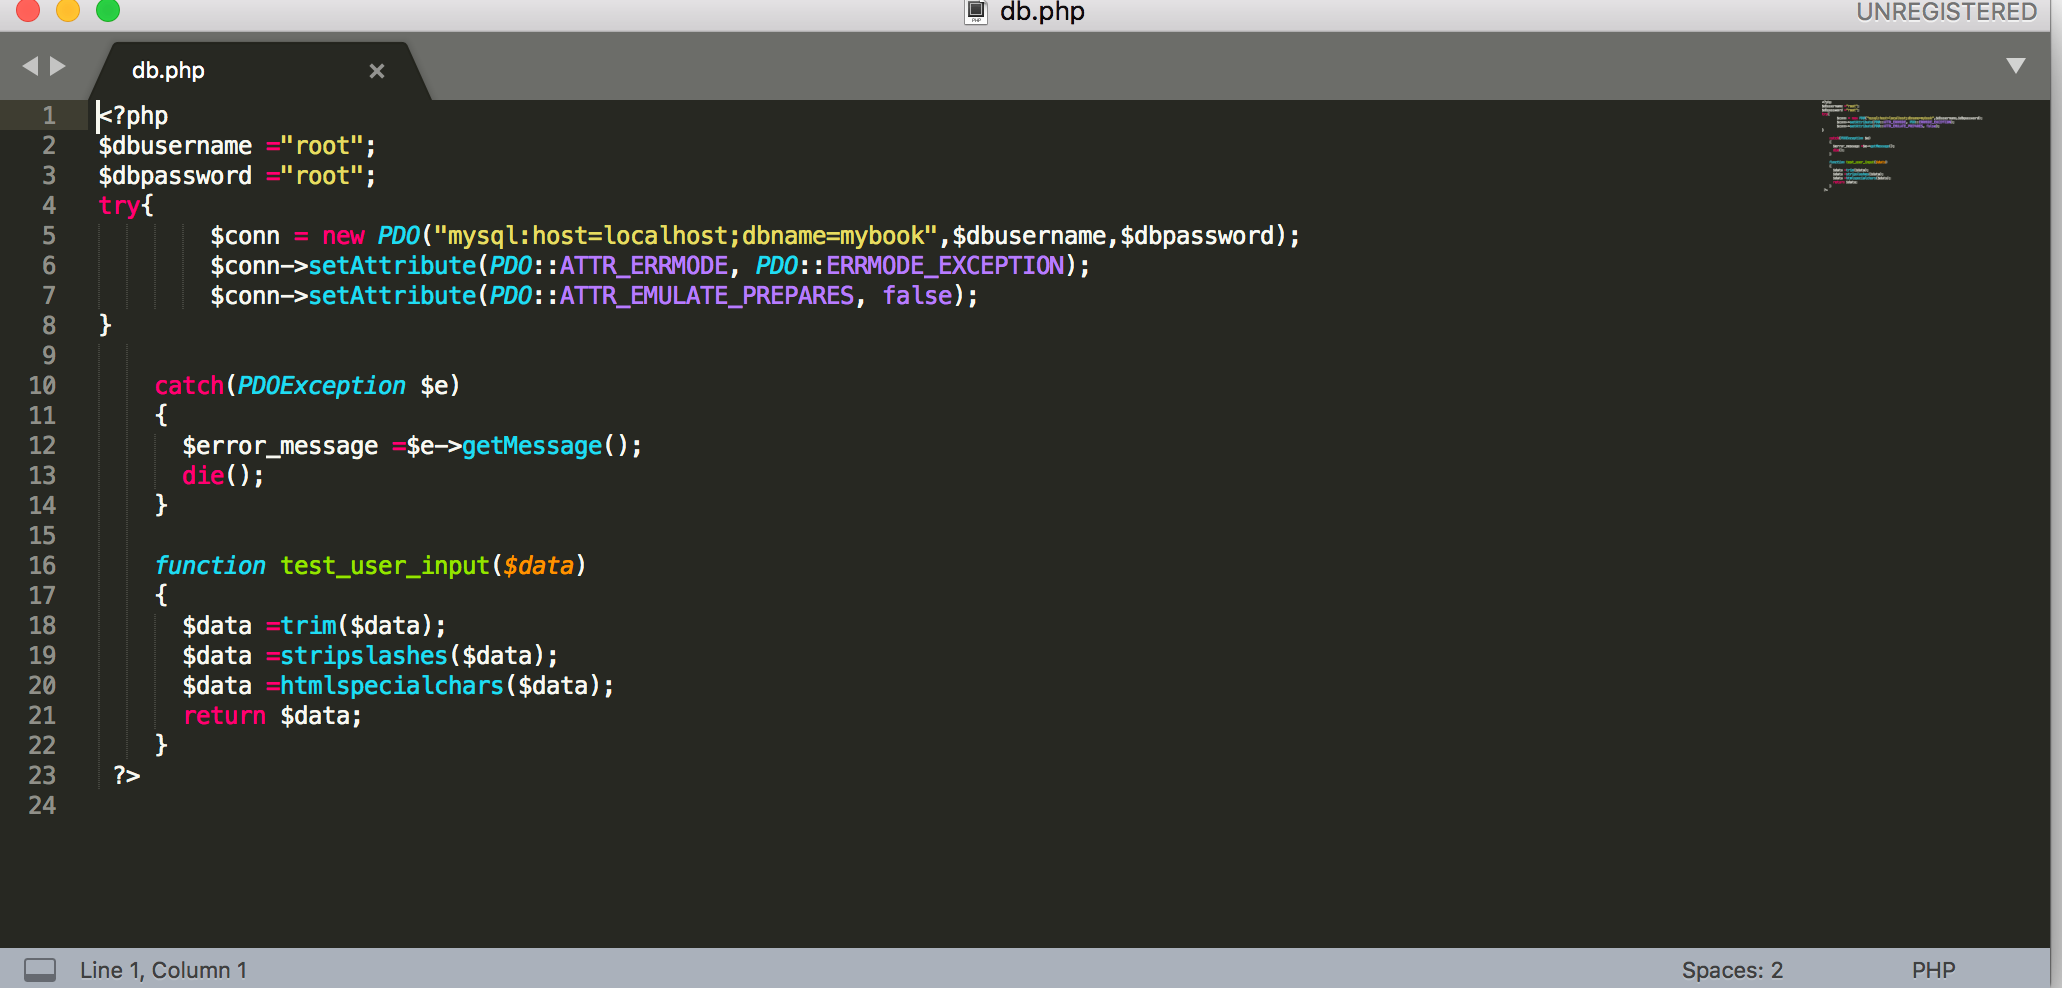 db.php
UNREGISTERED
db.php ×
1 <?php
2 $dbusername ="root";
3 $dbpassword ="root";
4 try{
5 $conn = new PDO("mysql:host=localhost;dbname=mybook",$dbusername,$dbpassword);
6 $conn->setAttribute(PDO::ATTR_ERRMODE, PDO::ERRMODE_EXCEPTION);
7 $conn->setAttribute(PDO::ATTR_EMULATE_PREPARES, false);
8 }
9
10 catch(PDOException $e)
11 {
12 $error_message =$e->getMessage();
13 die();
14 }
15
16 function test_user_input($data)
17 {
18 $data =trim($data);
19 $data =stripslashes($data);
20 $data =htmlspecialchars($data);
21 return $data;
22 }
23 ?>
24
Line 1, Column 1
Spaces: 2
PHP